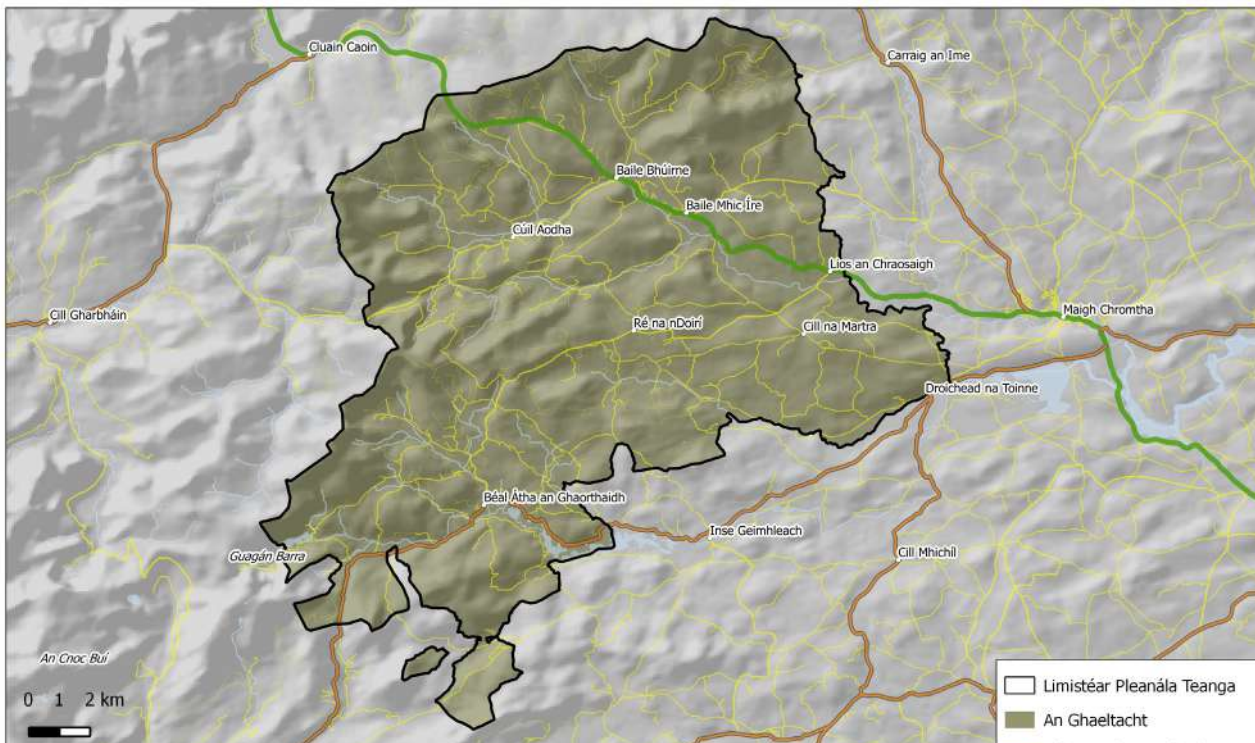 Cluain Caoin
Carraig an Ime
Baile Bhúirne
Baile Mhic Íre
Cúil Aodha
Lios an Chraosaigh
Cill Gharbháin
Ré na nDoirí
Cill na Martra
Maigh Chromtha
Droichead na Toinne
Béal Átha an Ghaorthaidh
Inse Geimhleach
Guagán Barra
Cill Mhichíl
An Cnoc Buí
0 1 2 km
Limistéar Pleanála Teanga
An Ghaeltacht